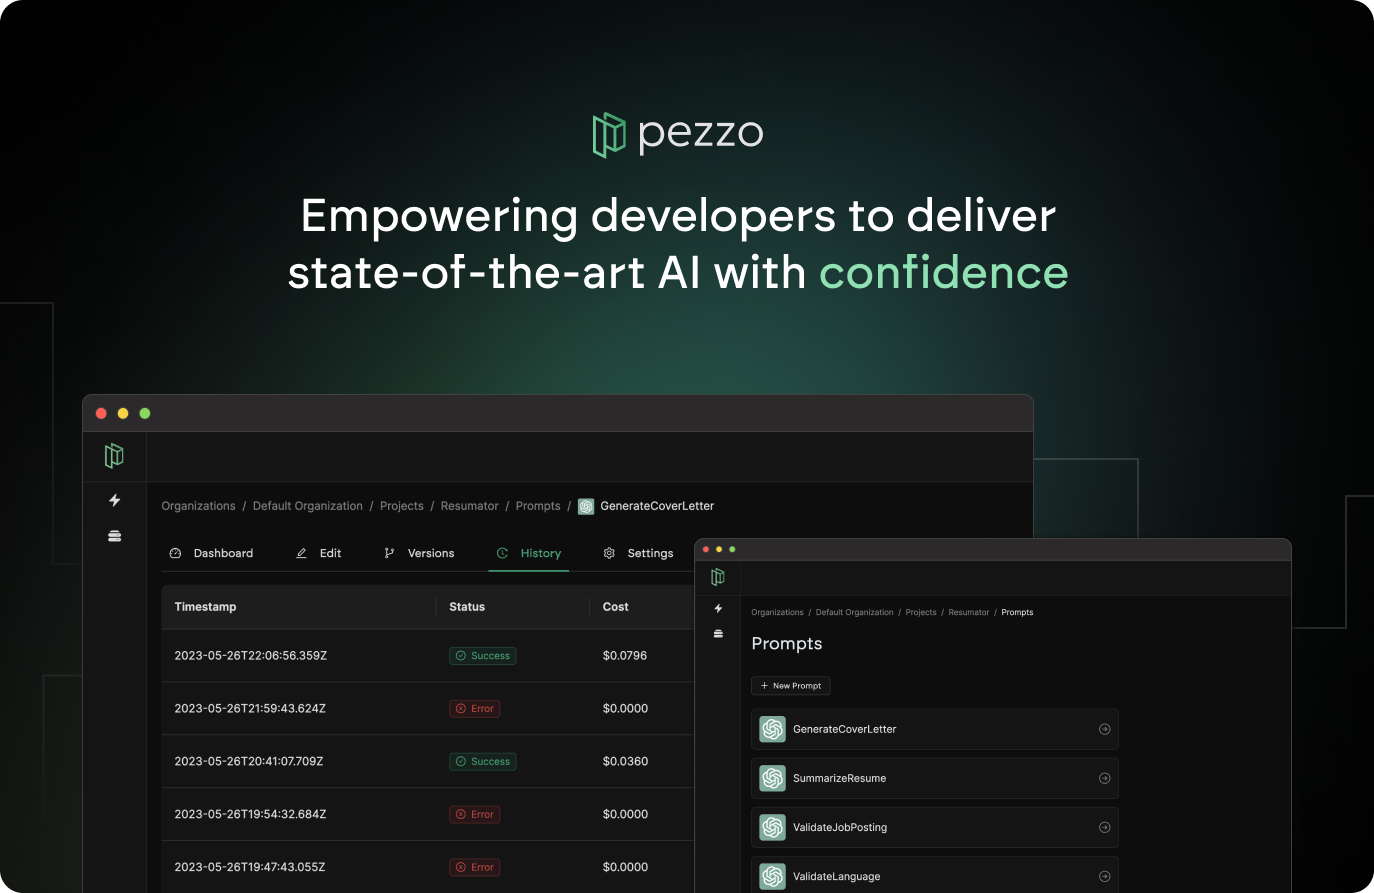 pezzo
Empowering developers to deliver
state-of-the-art AI with confidence
Organizations / Default Organization / Projects / Resumator / Prompts / GenerateCoverLetter
Dashboard Edit Versions History Settings
Timestamp Status Cost
2023-05-26T22:06:56.359Z Success $0.0796
2023-05-26T21:59:43.624Z Error $0.0000
2023-05-26T20:41:07.709Z Success $0.0360
2023-05-26T19:54:32.684Z Error $0.0000
2023-05-26T19:47:43.055Z Error $0.0000
Organizations / Default Organization / Projects / Resumator / Prompts
Prompts
+ New Prompt
GenerateCoverLetter
SummarizeResume
ValidateJobPosting
ValidateLanguage